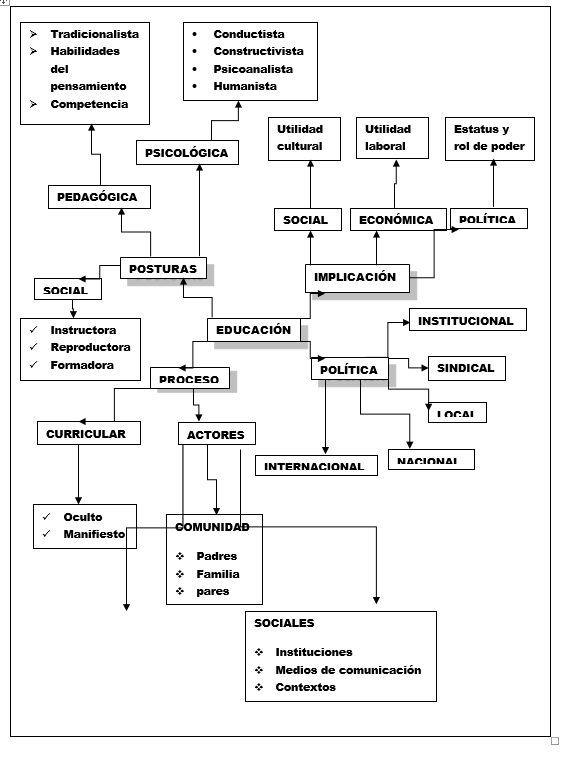 Tradicionalista
Habilidades
del
pensamiento
Competencia
Conductista
Constructivista
Psicoanalista
Humanista
PSICOLÓGICA
PEDAGÓGICA
Utilidad
cultural
Utilidad
laboral
Estatus y
rol de poder
SOCIAL
ECONÓMICA
POLÍTICA
POSTURAS
IMPLICACIÓN
SOCIAL
Instructora
Reproductora
Formadora
EDUCACIÓN
INSTITUCIONAL
PROCESO
POLÍTICA
SINDICAL
LOCAL
CURRICULAR
ACTORES
INTERNACIONAL
NACIONAL
Oculto
Manifiesto
COMUNIDAD
Padres
Familia
pares
SOCIALES
Instituciones
Medios de comunicación
Contextos